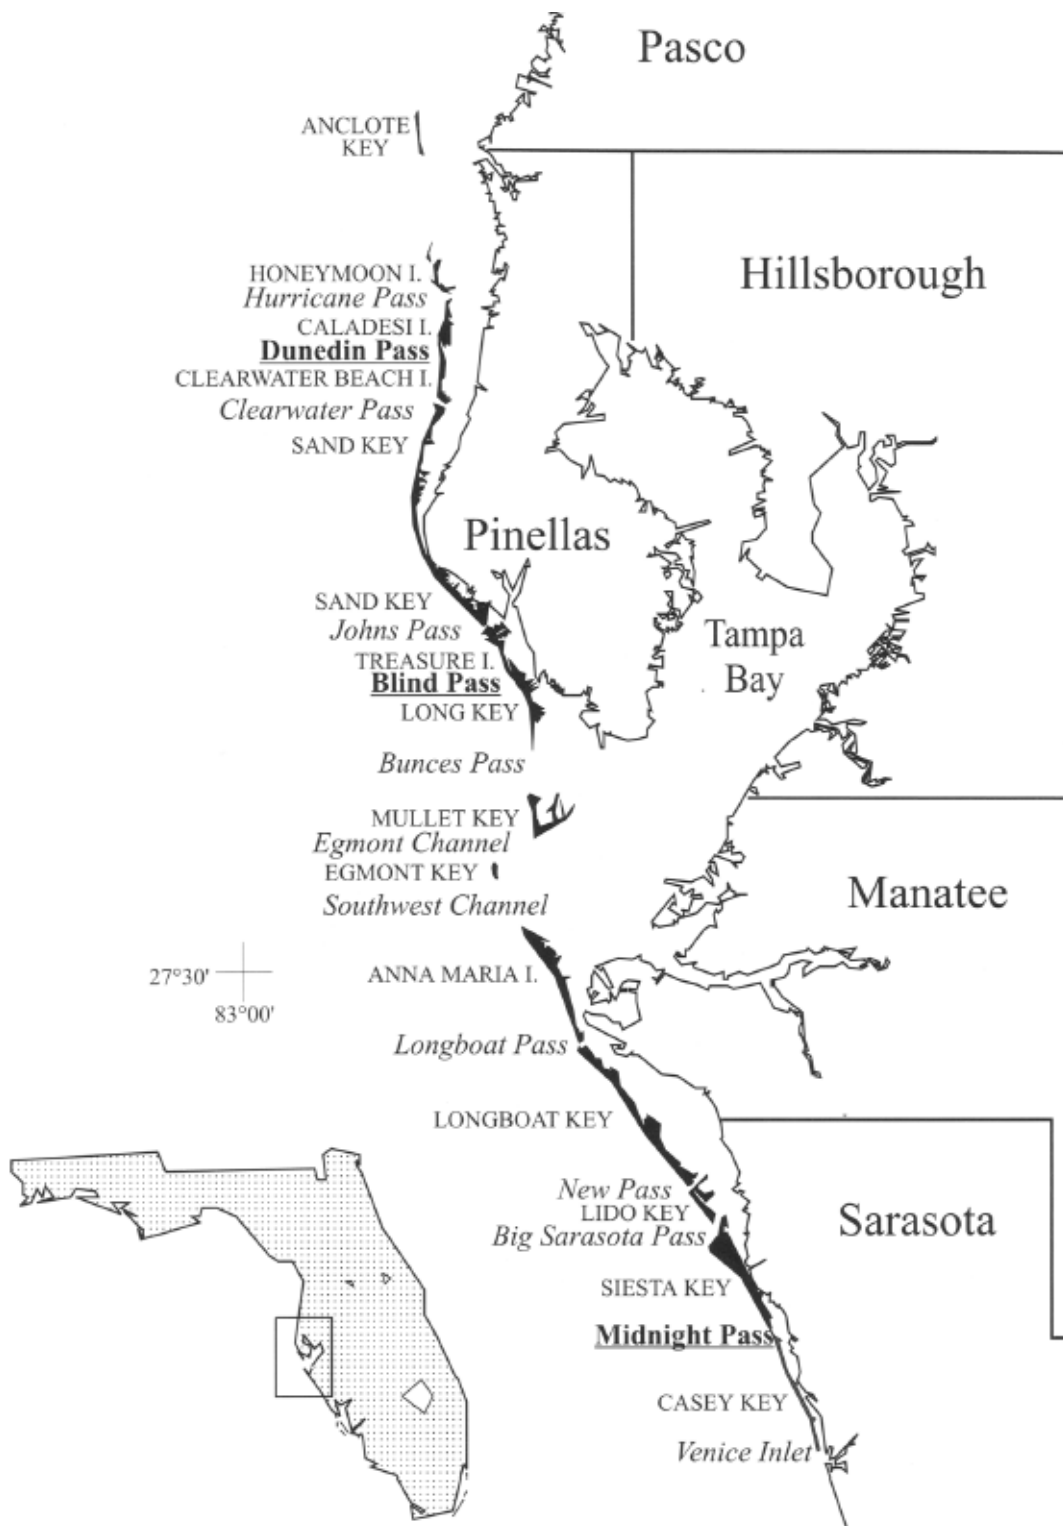 Pasco
ANCLOTE
KEY
Hillsborough
HONEYMOON I.
Hurricane Pass
CALADESI I.
Dunedin Pass
CLEARWATER BEACH I.
Clearwater Pass
SAND KEY
Pinellas
SAND KEY
Johns Pass
TREASURE I.
Blind Pass
LONG KEY
Tampa
Bay
Bunces Pass
MULLET KEY
Egmont Channel
EGMONT KEY
Southwest Channel
Manatee
27°30'
83°00'
ANNA MARIA I.
Longboat Pass
LONGBOAT KEY
New Pass
LIDO KEY
Big Sarasota Pass
Sarasota
SIESTA KEY
Midnight Pass
CASEY KEY
Venice Inlet